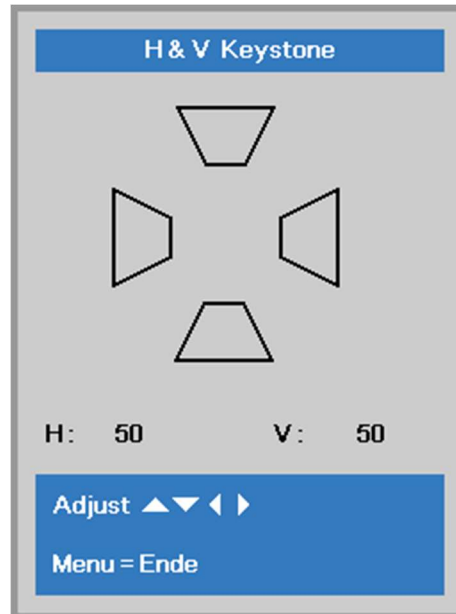 H & V Keystone
H: 50 V: 50
Adjust ▲▼◀▶
Menu = Ende